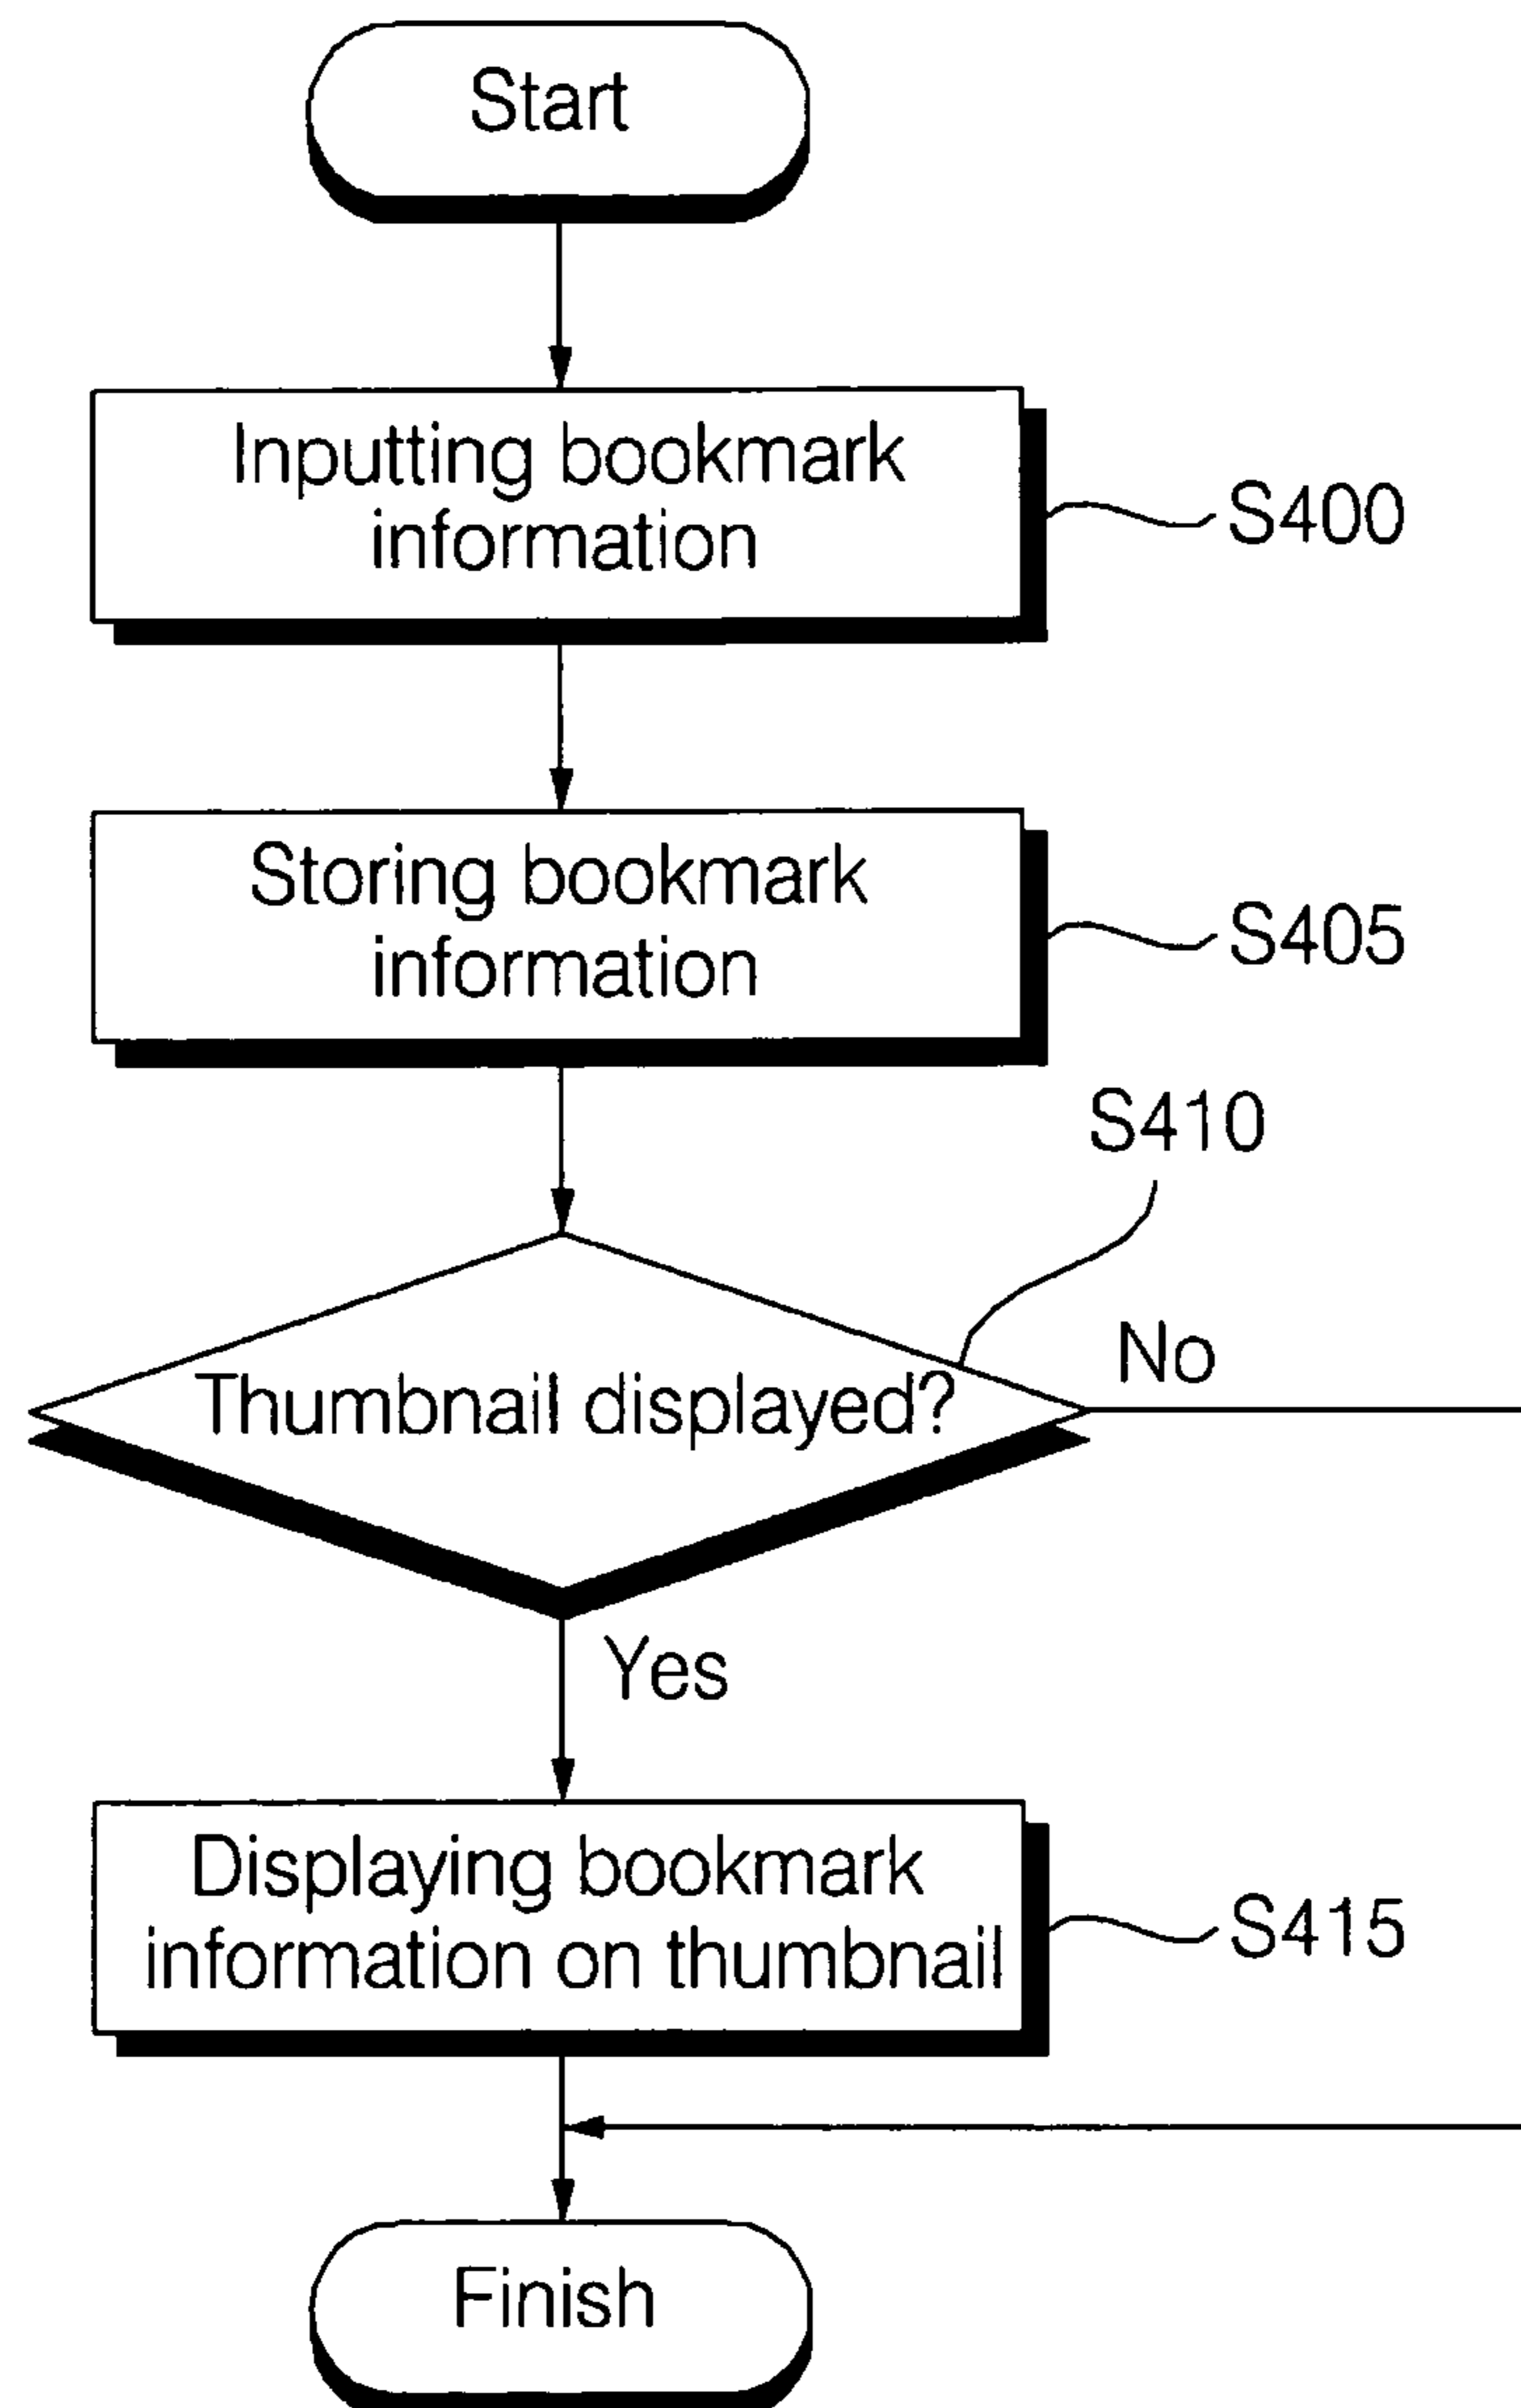 Start
Inputting bookmark
information
S400
Storing bookmark
information
S405
S410
Thumbnail displayed?
No
Yes
Displaying bookmark
information on thumbnail
S415
Finish